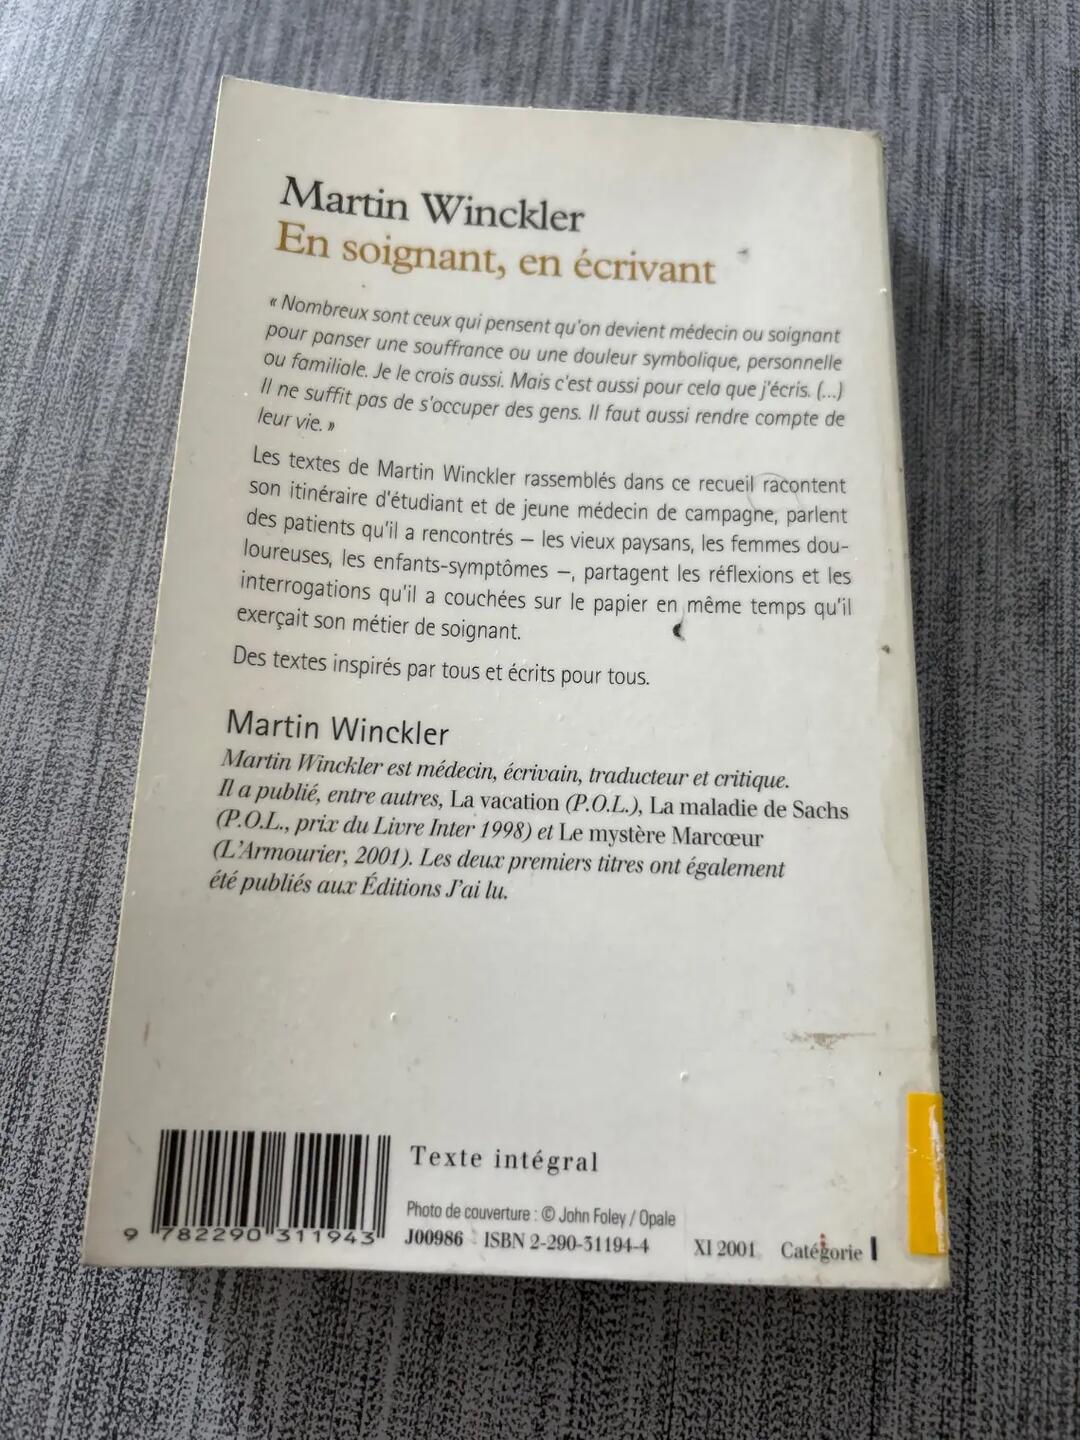 Martin Winckler
En soignant, en écrivant
« Nombreux sont ceux qui pensent qu'on devient médecin ou soignant
pour panser une souffrance ou une douleur symbolique, personnelle
ou familiale. Je le crois aussi. Mais c'est aussi pour cela que j'écris. (...)
Il ne suffit pas de s'occuper des gens. Il faut aussi rendre compte de
leur vie. »
Les textes de Martin Winckler rassemblés dans ce recueil racontent
son itinéraire d'étudiant et de jeune médecin de campagne, parlent
des patients qu'il a rencontrés – les vieux paysans, les femmes dou-
loureuses, les enfants-symptômes –, partagent les réflexions et les
interrogations qu'il a couchées sur le papier en même temps qu'il
exerçait son métier de soignant.
Des textes inspirés par tous et écrits pour tous.
Martin Winckler
Martin Winckler est médecin, écrivain, traducteur et critique.
Il a publié, entre autres, La vacation (P.O.L.), La maladie de Sachs
(P.O.L., prix du Livre Inter 1998) et Le mystère Marcœur
(L'Armourier, 2001). Les deux premiers titres ont également
été publiés aux Éditions J'ai lu.
Texte intégral
Photo de couverture : © John Foley / Opale
9 782290 311943
J00986 ISBN 2-290-31194-4 XI 2001 Catégorie I